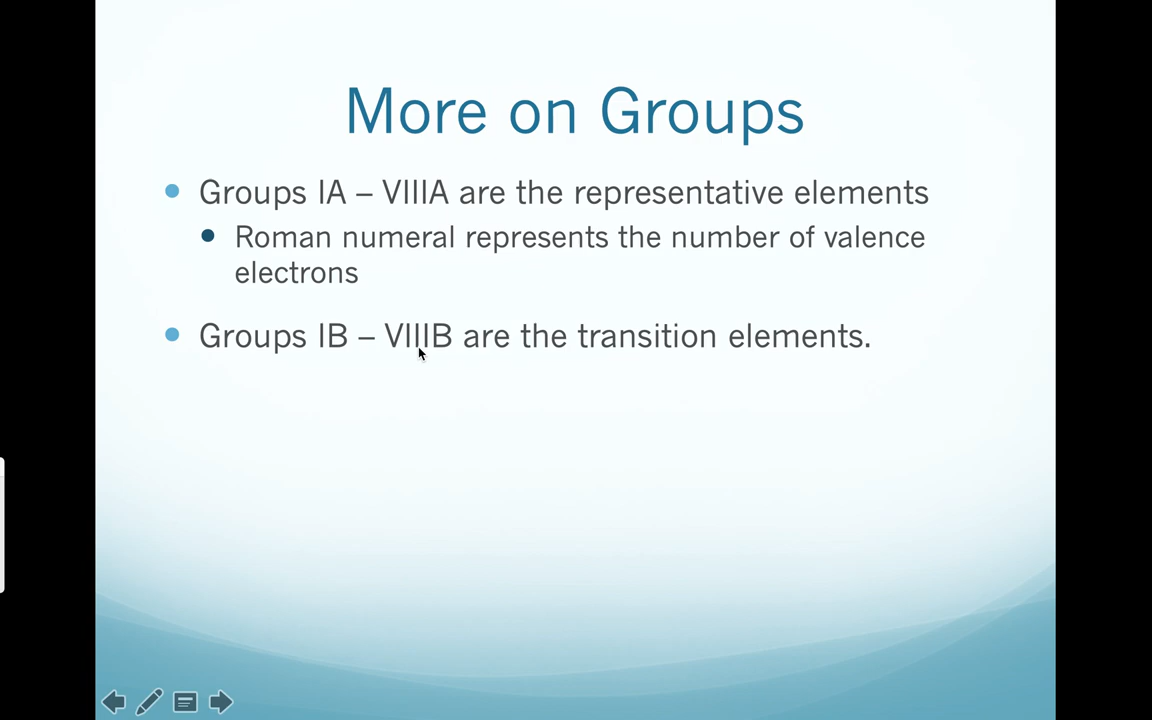 More on Groups
Groups IA – VIIIA are the representative elements
Roman numeral represents the number of valence
electrons
Groups IB – VIIIB are the transition elements.